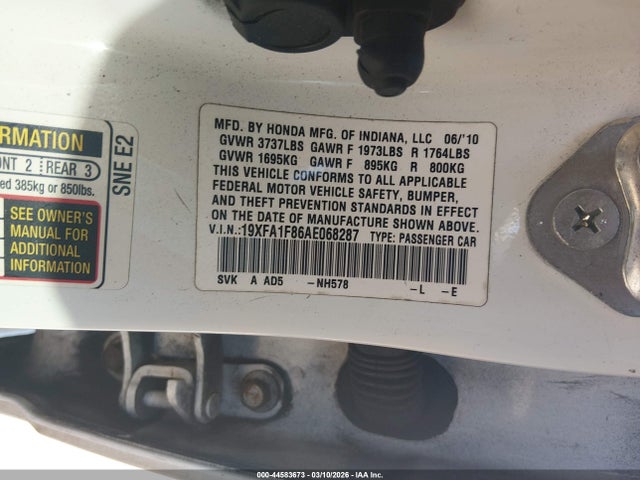 MFD. BY HONDA MFG. OF INDIANA, LLC 06/'10
GVWR 3737LBS GAWR F 1973LBS R 1764LBS
GVWR 1695KG GAWR F 895KG R 800KG
THIS VEHICLE CONFORMS TO ALL APPLICABLE
FEDERAL MOTOR VEHICLE SAFETY, BUMPER,
AND THEFT PREVENTION STANDARDS IN EFFECT
ON THE DATE OF MANUFACTURE SHOWN ABOVE.
V.I.N.:19XFA1F86AE068287 TYPE: PASSENGER CAR
SVK A AD5 -NH578 -L -E
SNE E2
RMATION
ONT 2 REAR 3
ed 385kg or 850lbs.
SEE OWNER'S
MANUAL FOR
ADDITIONAL
INFORMATION
000-44583673 - 03/10/2026 - IAA Inc.